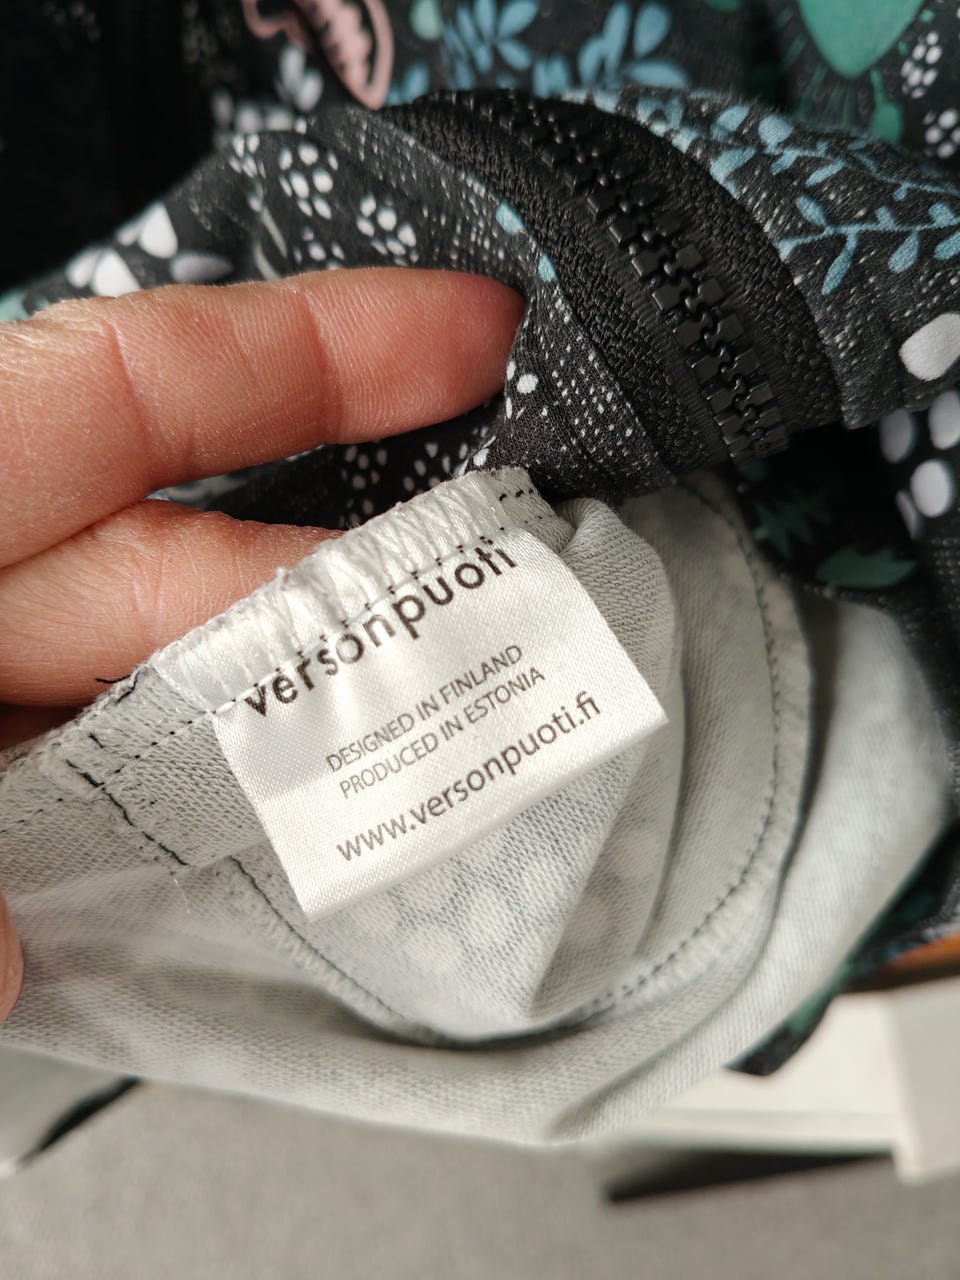 versonpuoti
DESIGNED IN FINLAND
PRODUCED IN ESTONIA
www.versonpuoti.fi